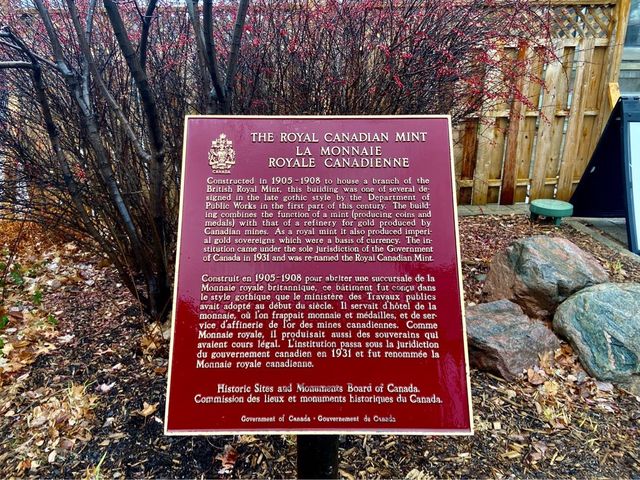 CANADA
THE ROYAL CANADIAN MINT
LA MONNAIE
ROYALE CANADIENNE
Constructed in 1905-1908 to house a branch of the
British Royal Mint, this building was one of several de-
signed in the late gothic style by the Department of
Public Works in the first part of this century. The build-
ing combines the function of a mint (producing coins and
medals) with that of a refinery for gold produced by
Canadian mines. As a royal mint it also produced imperi-
al gold sovereigns which were a basis of currency. The in-
stitution came under the sole jurisdiction of the Government
of Canada in 1931 and was re-named the Royal Canadian Mint.
Construit en 1905-1908 pour abriter une succursale de la
Monnaie royale britannique, ce bâtiment fut conçu dans
le style gothique que le ministère des Travaux publics
avait adopté au début du siècle. Il servait d'hôtel de la
monnaie, où l'on frappait monnaie et médailles, et de ser-
vice d'affinerie de l'or des mines canadiennes. Comme
Monnaie royale, il produisait aussi des souverains qui
avaient cours légal. L'institution passa sous la juridiction
du gouvernement canadien en 1931 et fut renommée la
Monnaie royale canadienne.
Historic Sites and Monuments Board of Canada.
Commission des lieux et monuments historiques du Canada.
Government of Canada · Gouvernement du Canada